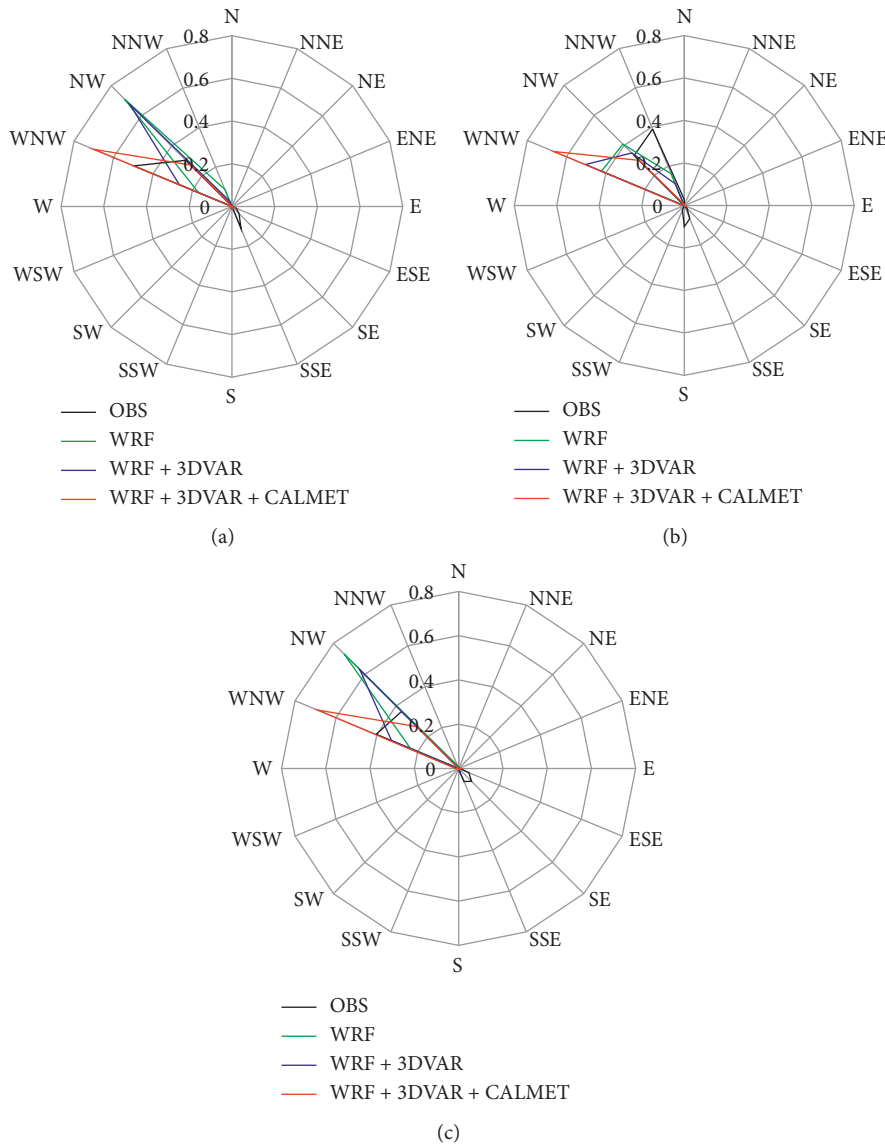 N
NNE
NE
ENE
E
ESE
SE
SSE
S
SSW
SW
WSW
W
WNW
NW
NNW
0.8
0.6
0.4
0.2
0
OBS
WRF
WRF + 3DVAR
WRF + 3DVAR + CALMET
(a)
N
NNE
NE
ENE
E
ESE
SE
SSE
S
SSW
SW
WSW
W
WNW
NW
NNW
0.8
0.6
0.4
0.2
0
OBS
WRF
WRF + 3DVAR
WRF + 3DVAR + CALMET
(b)
N
NNE
NE
ENE
E
ESE
SE
SSE
S
SSW
SW
WSW
W
WNW
NW
NNW
0.8
0.6
0.4
0.2
0
OBS
WRF
WRF + 3DVAR
WRF + 3DVAR + CALMET
(c)